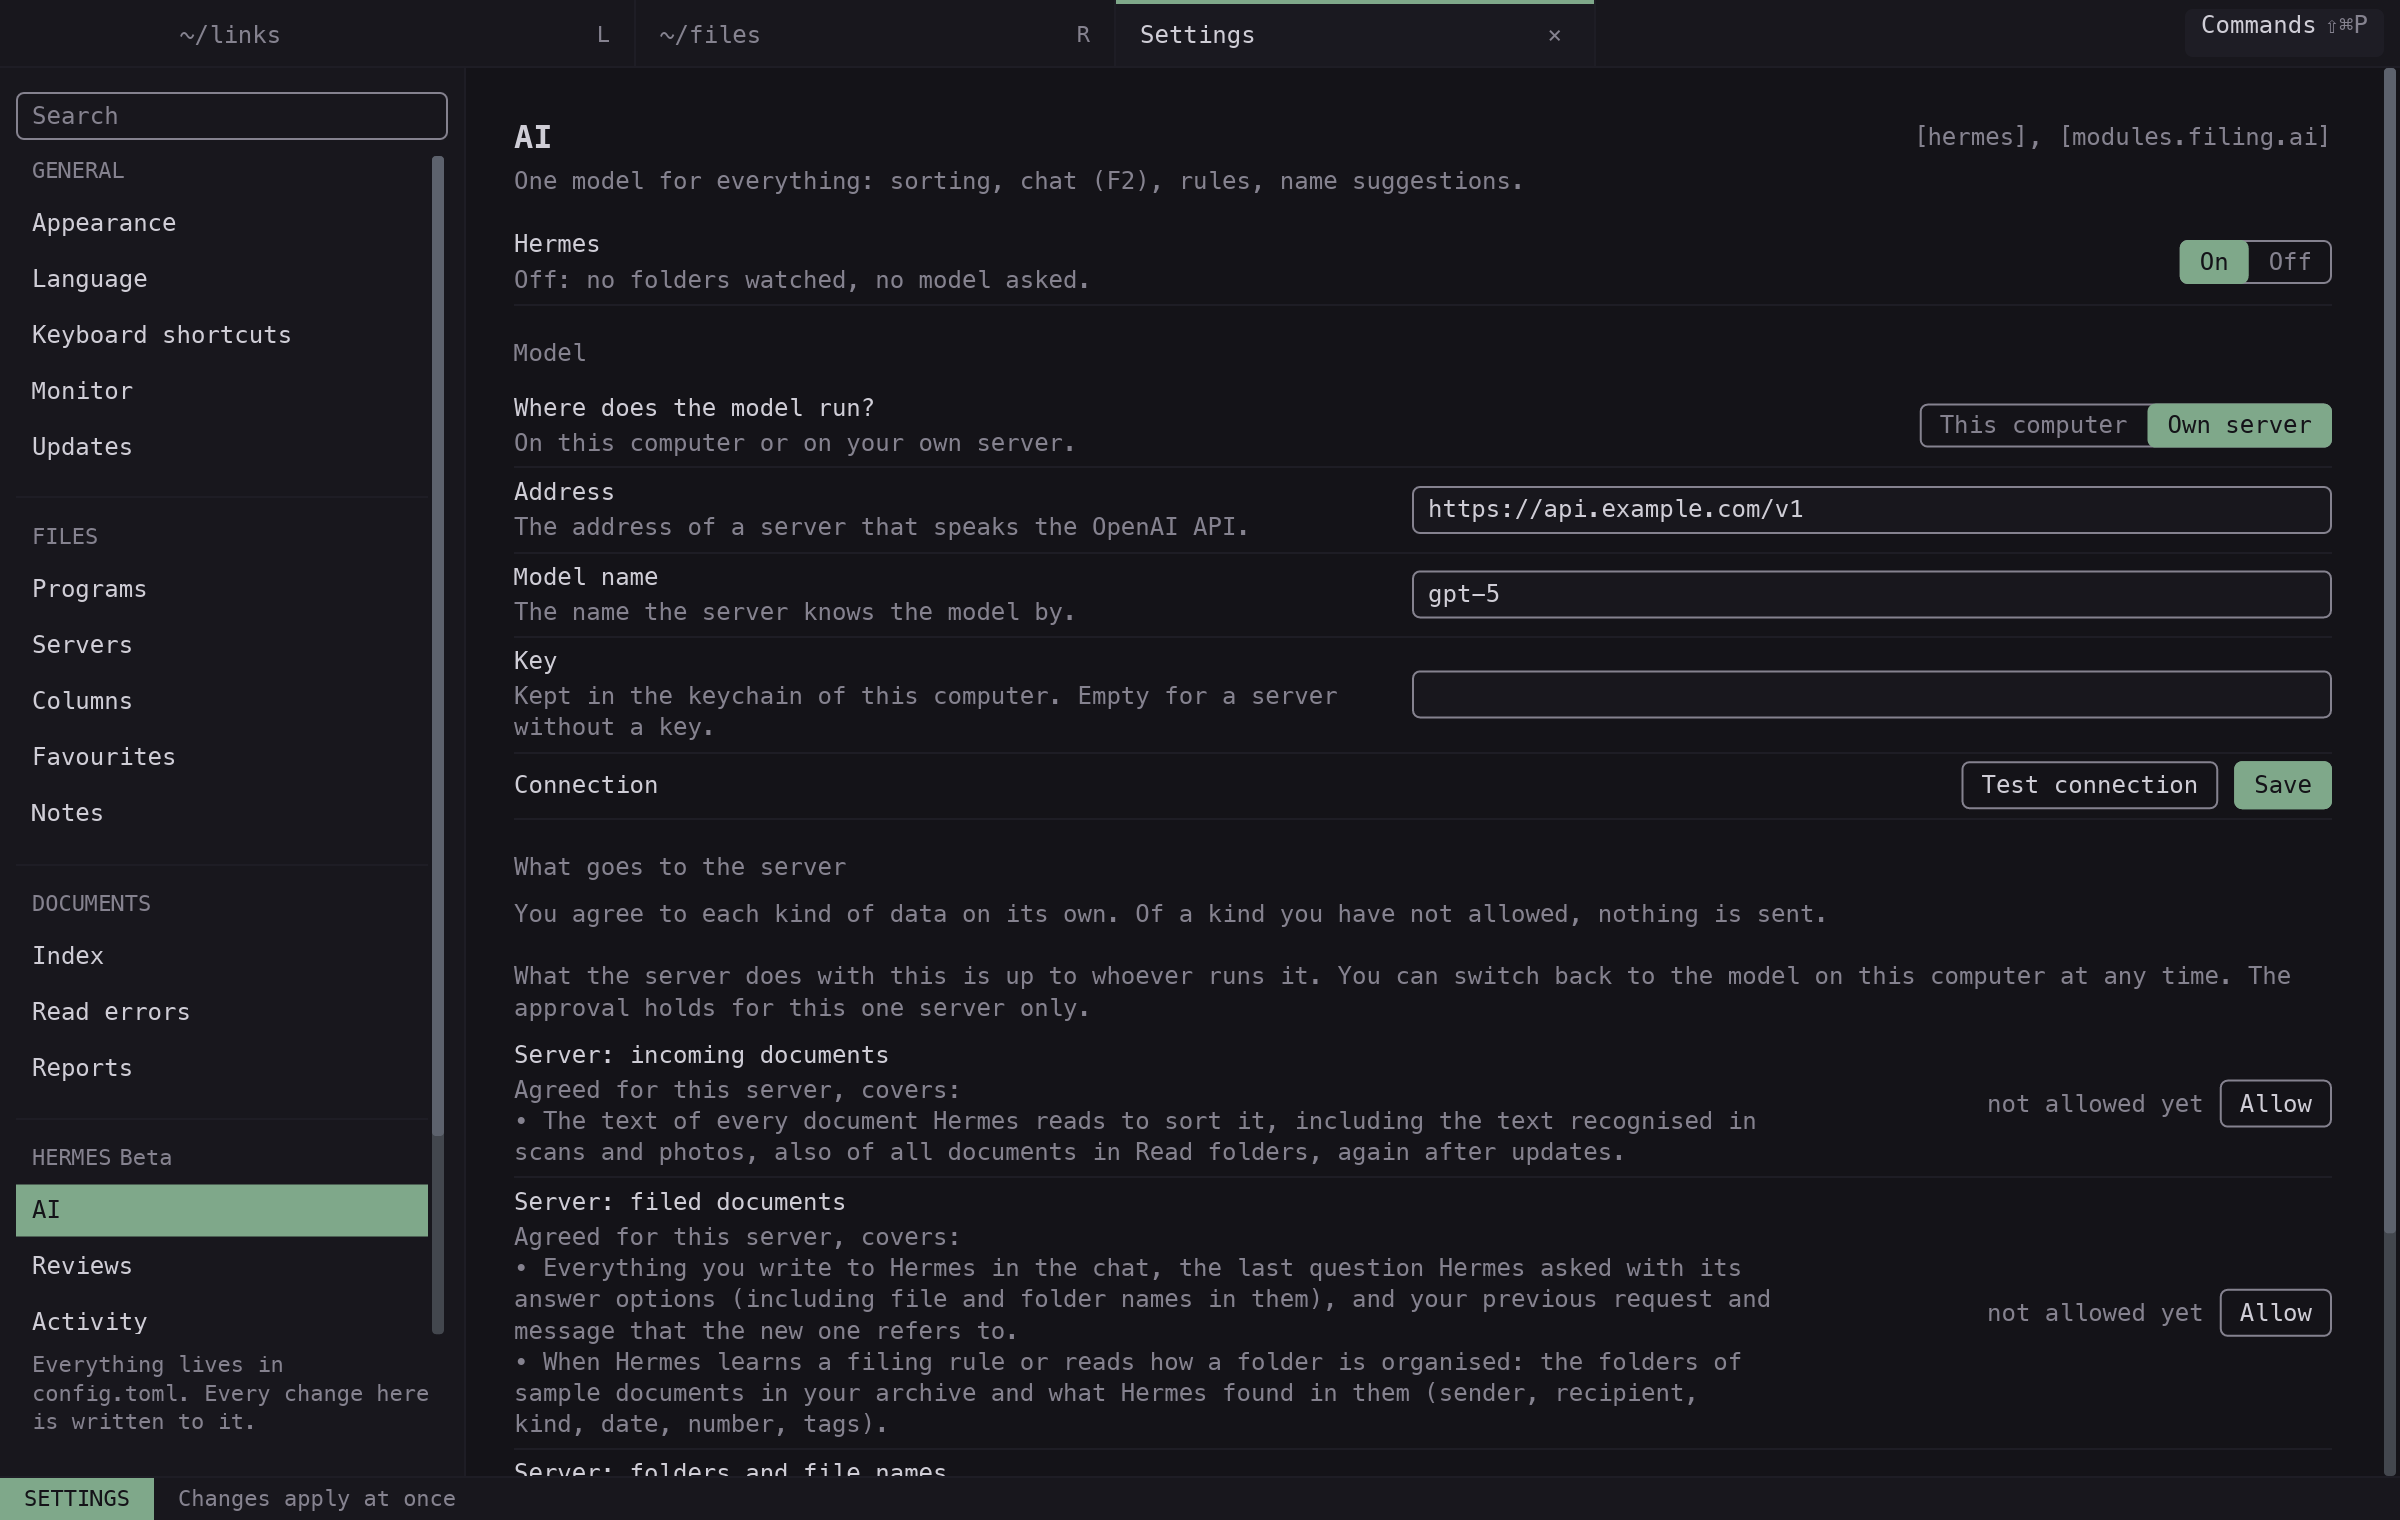 ~/links L ~/files R Settings × Commands ⇧⌘P
Search
GENERAL
Appearance
Language
Keyboard shortcuts
Monitor
Updates
FILES
Programs
Servers
Columns
Favourites
Notes
DOCUMENTS
Index
Read errors
Reports
HERMES Beta
AI
Reviews
Activity
Everything lives in
config.toml. Every change here
is written to it.
AI [hermes], [modules.filing.ai]
One model for everything: sorting, chat (F2), rules, name suggestions.
Hermes
Off: no folders watched, no model asked.
On Off
Model
Where does the model run?
On this computer or on your own server.
This computer Own server
Address
The address of a server that speaks the OpenAI API.
https://api.example.com/v1
Model name
The name the server knows the model by.
gpt-5
Key
Kept in the keychain of this computer. Empty for a server
without a key.
Connection Test connection Save
What goes to the server
You agree to each kind of data on its own. Of a kind you have not allowed, nothing is sent.
What the server does with this is up to whoever runs it. You can switch back to the model on this computer at any time. The
approval holds for this one server only.
Server: incoming documents
Agreed for this server, covers:
• The text of every document Hermes reads to sort it, including the text recognised in
scans and photos, also of all documents in Read folders, again after updates.
not allowed yet Allow
Server: filed documents
Agreed for this server, covers:
• Everything you write to Hermes in the chat, the last question Hermes asked with its
answer options (including file and folder names in them), and your previous request and
message that the new one refers to.
• When Hermes learns a filing rule or reads how a folder is organised: the folders of
sample documents in your archive and what Hermes found in them (sender, recipient,
kind, date, number, tags).
not allowed yet Allow
Server: folders and file names
SETTINGS Changes apply at once